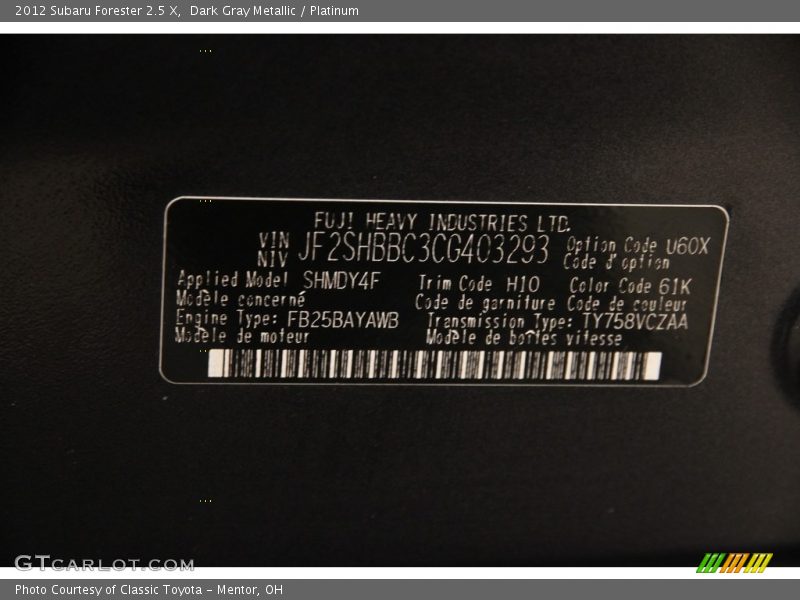 2012 Subaru Forester 2.5 X, Dark Gray Metallic / Platinum
FUJI HEAVY INDUSTRIES LTD.
VIN NIV JF2SHBBC3CG403293 Option Code U6OX
Code d'option
Applied Model SHMDY4F Trim Code H10 Color Code 61K
Modèle concerné Code de garniture Code de couleur
Engine Type: FB25BAYAWB Transmission Type: TY758VCZAA
Modèle de moteur Modèle de boîtes vitesse
GTCARLOT.COM
Photo Courtesy of Classic Toyota - Mentor, OH